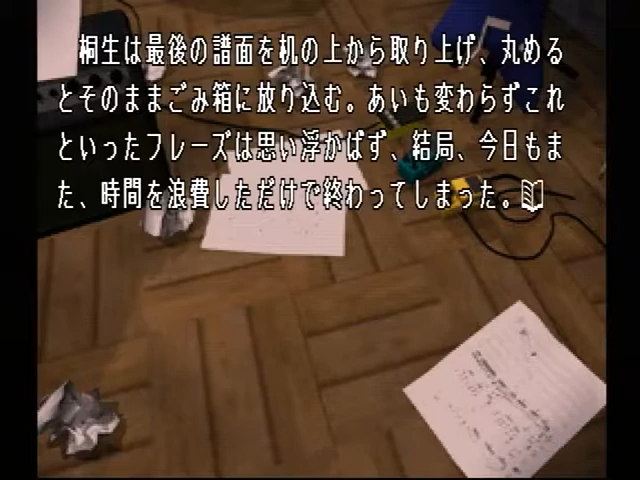 桐生は最後の譜面を机の上から取り上げ、丸める
とそのままごみ箱に放り込む。あいも変わらずこれ
といったフレーズは思い浮かばず、結局、今日もま
た、時間を浪費しただけで終わってしまった。